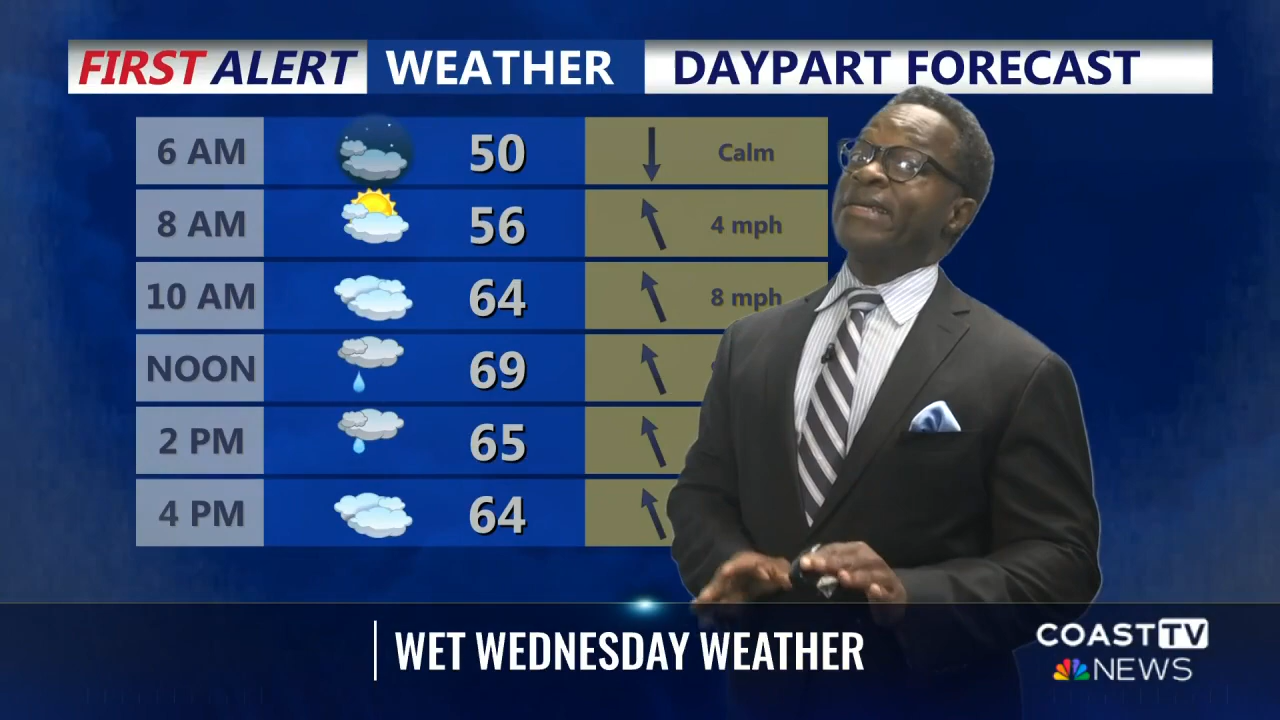 FIRST ALERT WEATHER DAYPART FORECAST
6 AM 50 Calm
8 AM 56 4 mph
10 AM 64 8 mph
NOON 69
2 PM 65
4 PM 64
WET WEDNESDAY WEATHER
COAST TV
NEWS